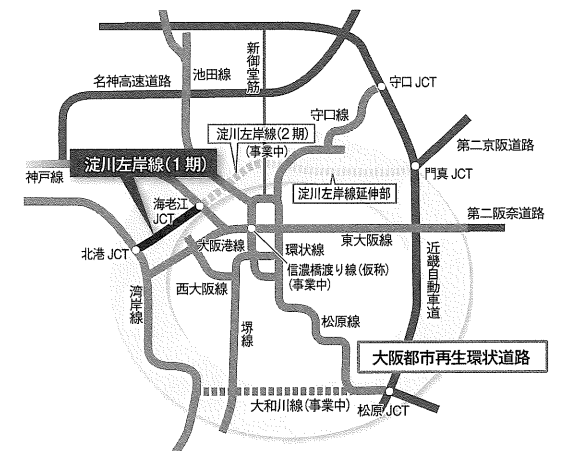 新御堂筋
池田線
名神高速道路
守口JCT
守口線
淀川左岸線(2期)
(事業中)
第二京阪道路
淀川左岸線(1期)
門真JCT
神戸線
淀川左岸線延伸部
海老江
JCT
第二阪奈道路
大阪港線
環状線
東大阪線
北港JCT
信濃橋渡り線(仮称)
(事業中)
近畿自動車道
西大阪線
湾岸線
堺線
松原線
大阪都市再生環状道路
大和川線(事業中)
松原JCT